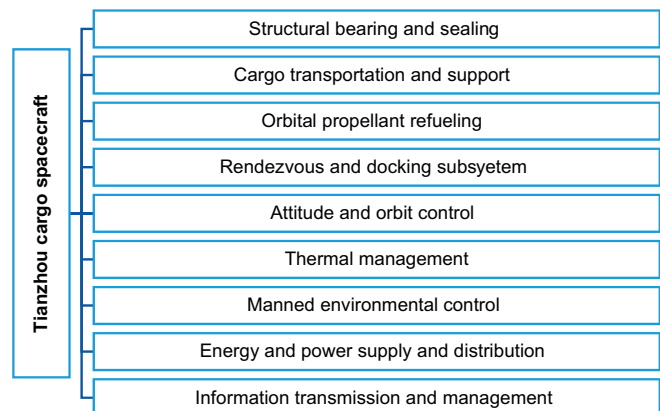 Tianzhou cargo spacecraft
Structural bearing and sealing
Cargo transportation and support
Orbital propellant refueling
Rendezvous and docking subsyetem
Attitude and orbit control
Thermal management
Manned environmental control
Energy and power supply and distribution
Information transmission and management